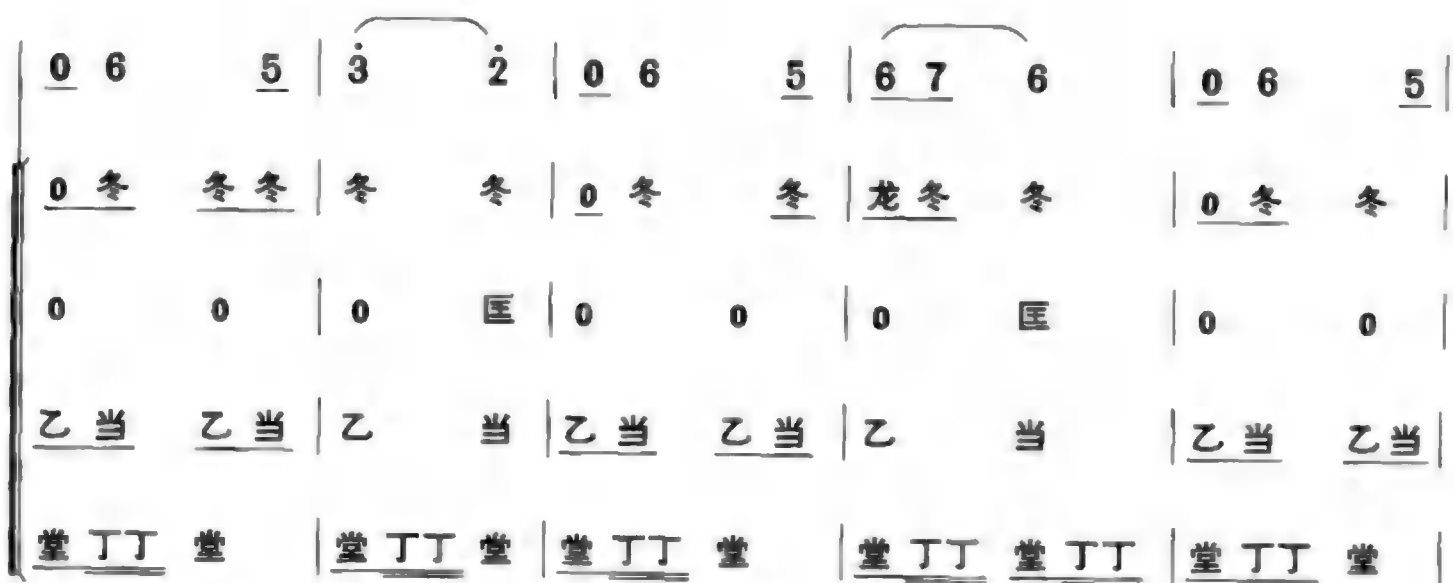 0 6 5 | 3̇ 2̇ | 0 6 5 | 6 7 6 | 0 6 5 |
0 冬 冬 冬 | 冬 冬 | 0 冬 冬 | 龙 冬 冬 | 0 冬 冬 |
0 0 | 0 匡 | 0 0 | 0 匡 | 0 0 |
乙 当 乙 当 | 乙 当 | 乙 当 乙 当 | 乙 当 | 乙 当 乙 当 |
堂 丁丁 堂 | 堂 丁丁 堂 | 堂 丁丁 堂 | 堂 丁丁 堂 丁丁 | 堂 丁丁 堂 |